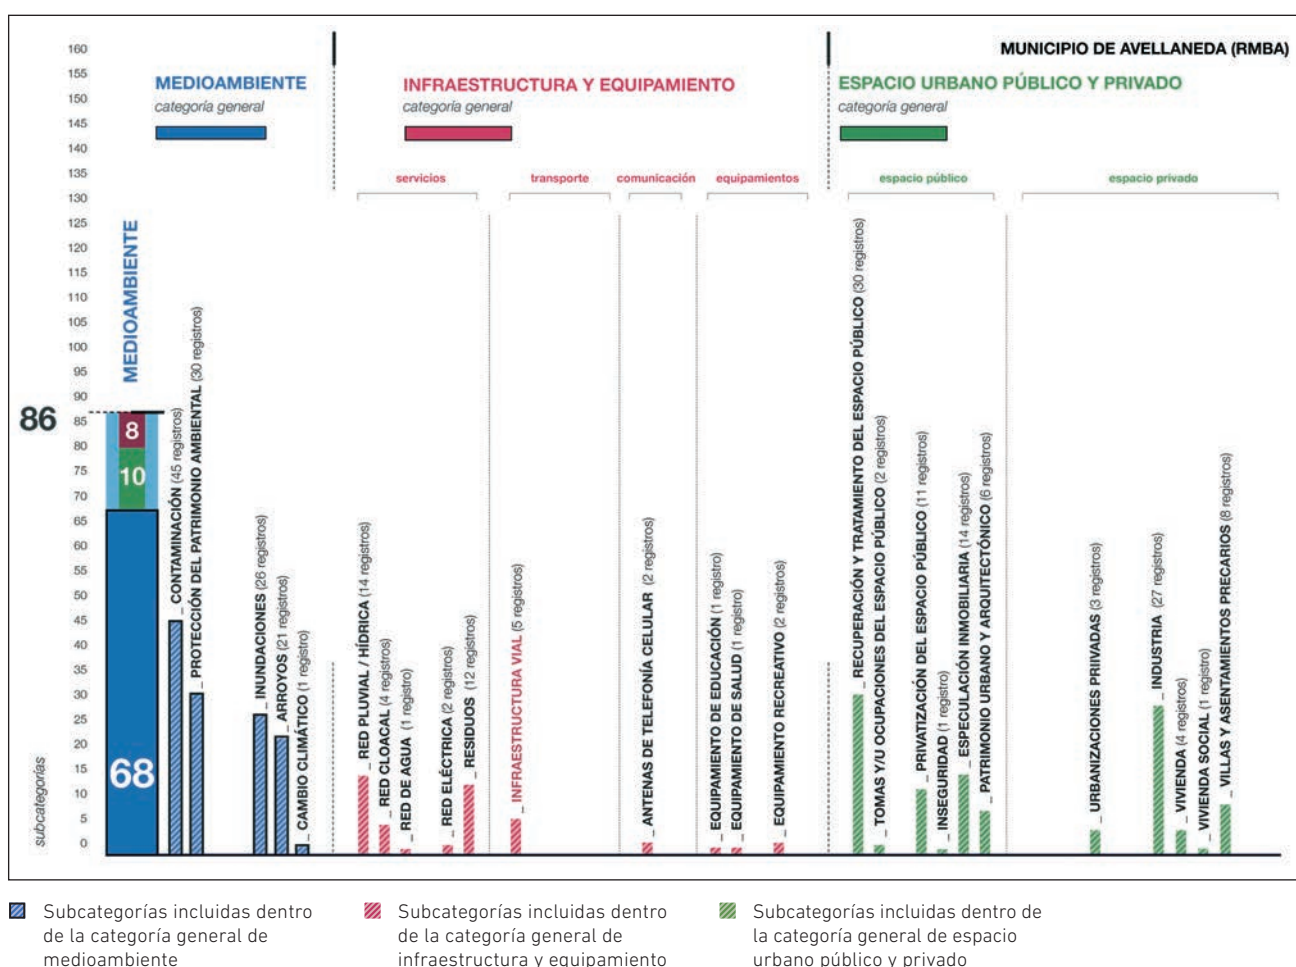 MUNICIPIO DE AVELLANEDA (RMBA)
MEDIOAMBIENTE
categoría general
INFRAESTRUCTURA Y EQUIPAMIENTO
categoría general
ESPACIO URBANO PÚBLICO Y PRIVADO
categoría general
servicios
transporte
comunicación
equipamientos
espacio público
espacio privado
160
155
150
145
140
135
130
125
120
115
110
105
100
95
90
85
80
75
70
65
60
55
50
45
40
35
30
25
20
15
10
5
0
subcategorías
86
MEDIOAMBIENTE
8
10
68
_ CONTAMINACIÓN (45 registros)
_ PROTECCIÓN DEL PATRIMONIO AMBIENTAL (30 registros)
_ INUNDACIONES (26 registros)
_ ARROYOS (21 registros)
_ CAMBIO CLIMÁTICO (1 registro)
_ RED PLUVIAL / HÍDRICA (14 registros)
_ RED CLOACAL (4 registros)
_ RED DE AGUA (1 registro)
_ RED ELÉCTRICA (2 registros)
_ RESIDUOS (12 registros)
_ INFRAESTRUCTURA VIAL (5 registros)
_ ANTENAS DE TELEFONÍA CELULAR (2 registros)
_ EQUIPAMIENTO DE EDUCACIÓN (1 registro)
_ EQUIPAMIENTO DE SALUD (1 registro)
_ EQUIPAMIENTO RECREATIVO (2 registros)
_ RECUPERACIÓN Y TRATAMIENTO DEL ESPACIO PÚBLICO (30 registros)
_ TOMAS Y/U OCUPACIONES DEL ESPACIO PÚBLICO (2 registros)
_ PRIVATIZACIÓN DEL ESPACIO PÚBLICO (11 registros)
_ INSEGURIDAD (1 registro)
_ ESPECULACIÓN INMOBILIARIA (14 registros)
_ PATRIMONIO URBANO Y ARQUITECTÓNICO (6 registros)
_ URBANIZACIONES PRIIVADAS (3 registros)
_ INDUSTRIA (27 registros)
_ VIVIENDA (4 registros)
_ VIVIENDA SOCIAL (1 registro)
_ VILLAS Y ASENTAMIENTOS PRECARIOS (8 registros)
Subcategorías incluidas dentro
de la categoría general de
medioambiente
Subcategorías incluidas dentro
de la categoría general de
infraestructura y equipamiento
Subcategorías incluidas dentro de
la categoría general de espacio
urbano público y privado